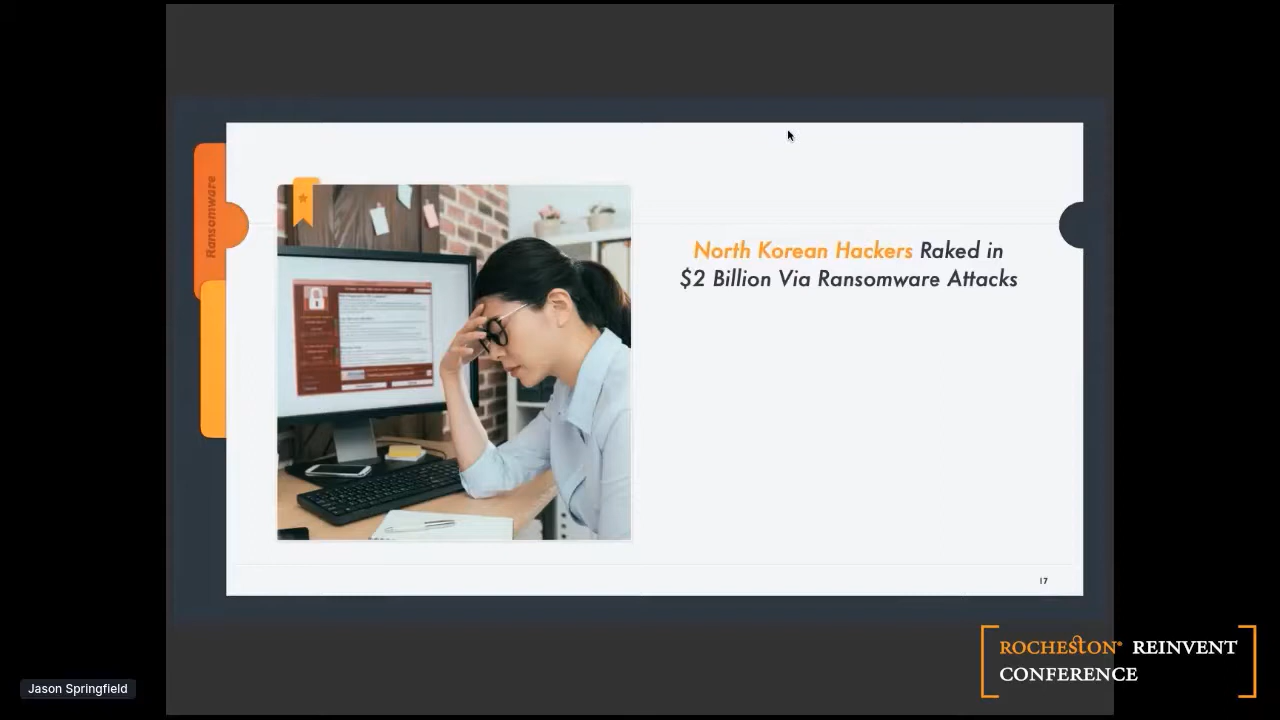 Ransomware
North Korean Hackers Raked in
$2 Billion Via Ransomware Attacks
17
ROCHESTON® REINVENT
CONFERENCE
Jason Springfield